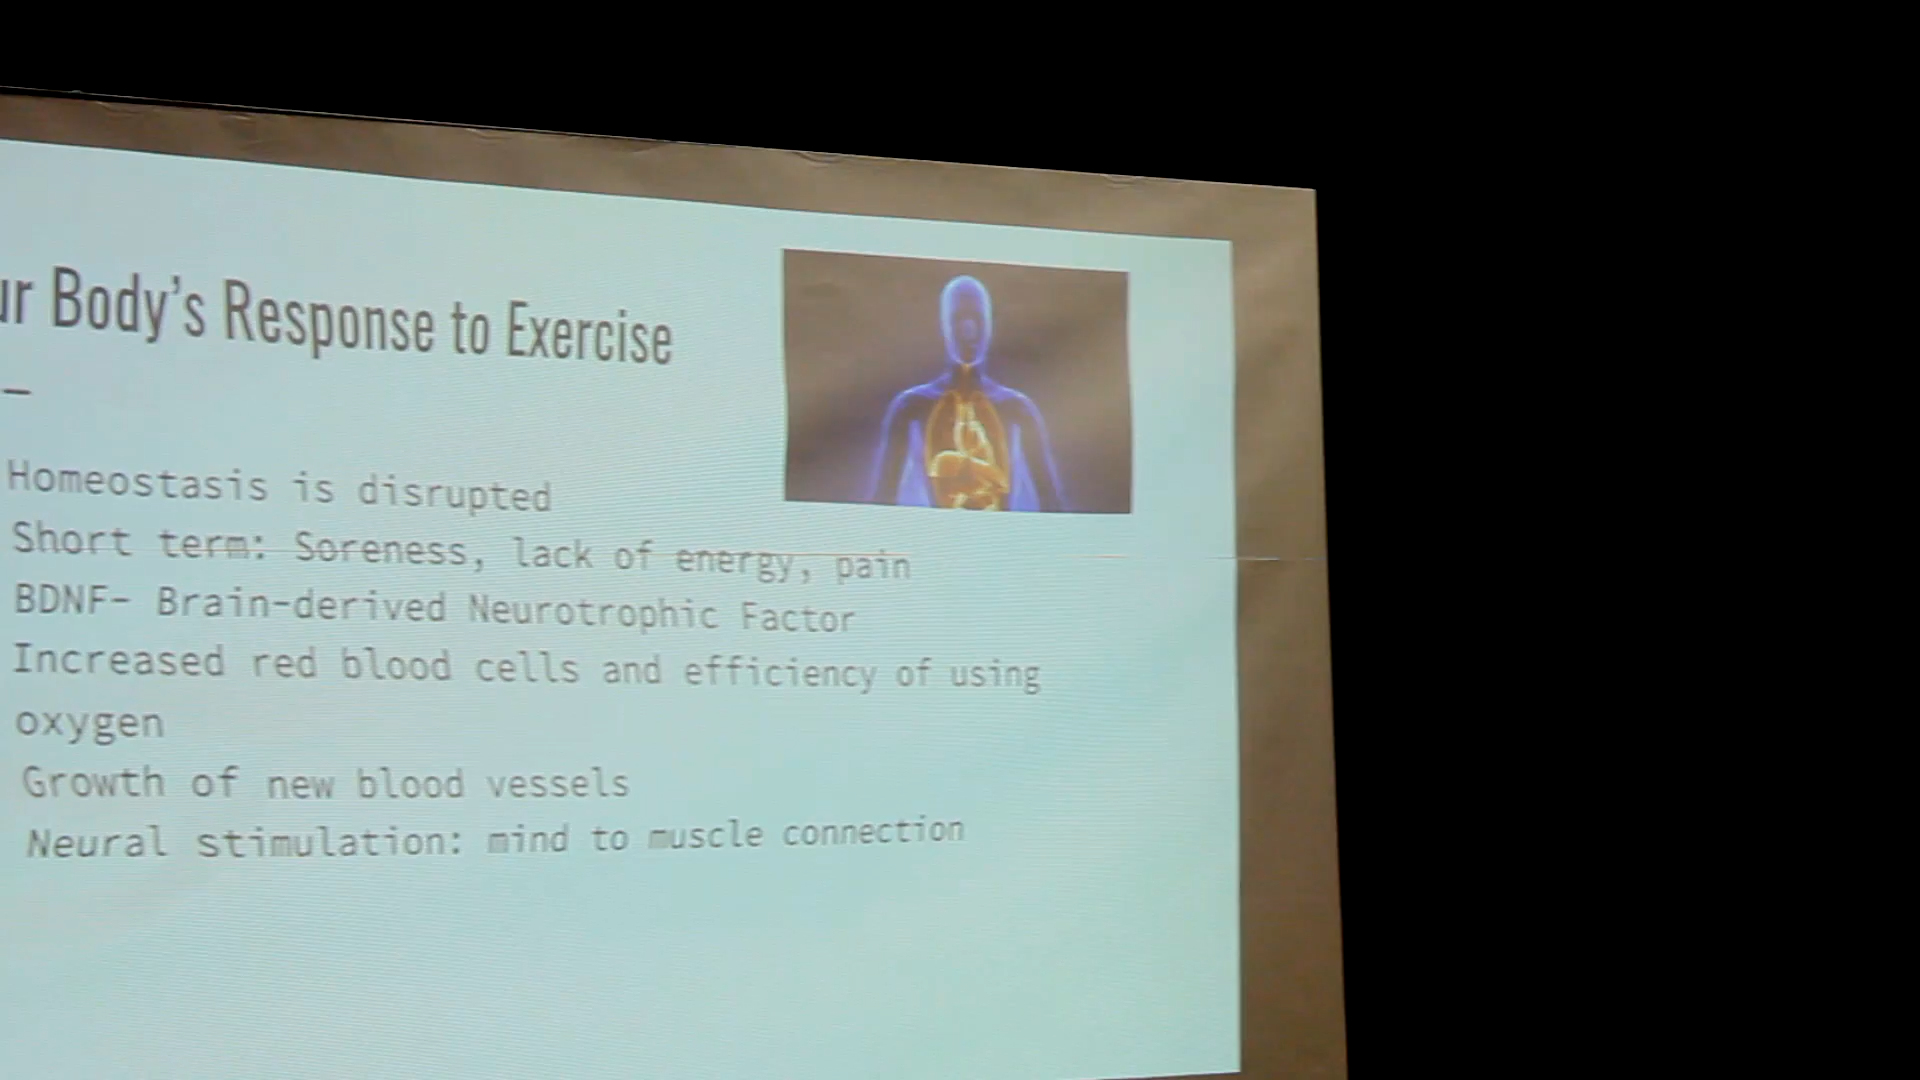 ur Body's Response to Exercise
Homeostasis is disrupted
Short term: Soreness, lack of energy, pain
BDNF- Brain-derived Neurotrophic Factor
Increased red blood cells and efficiency of using
oxygen
Growth of new blood vessels
Neural stimulation: mind to muscle connection